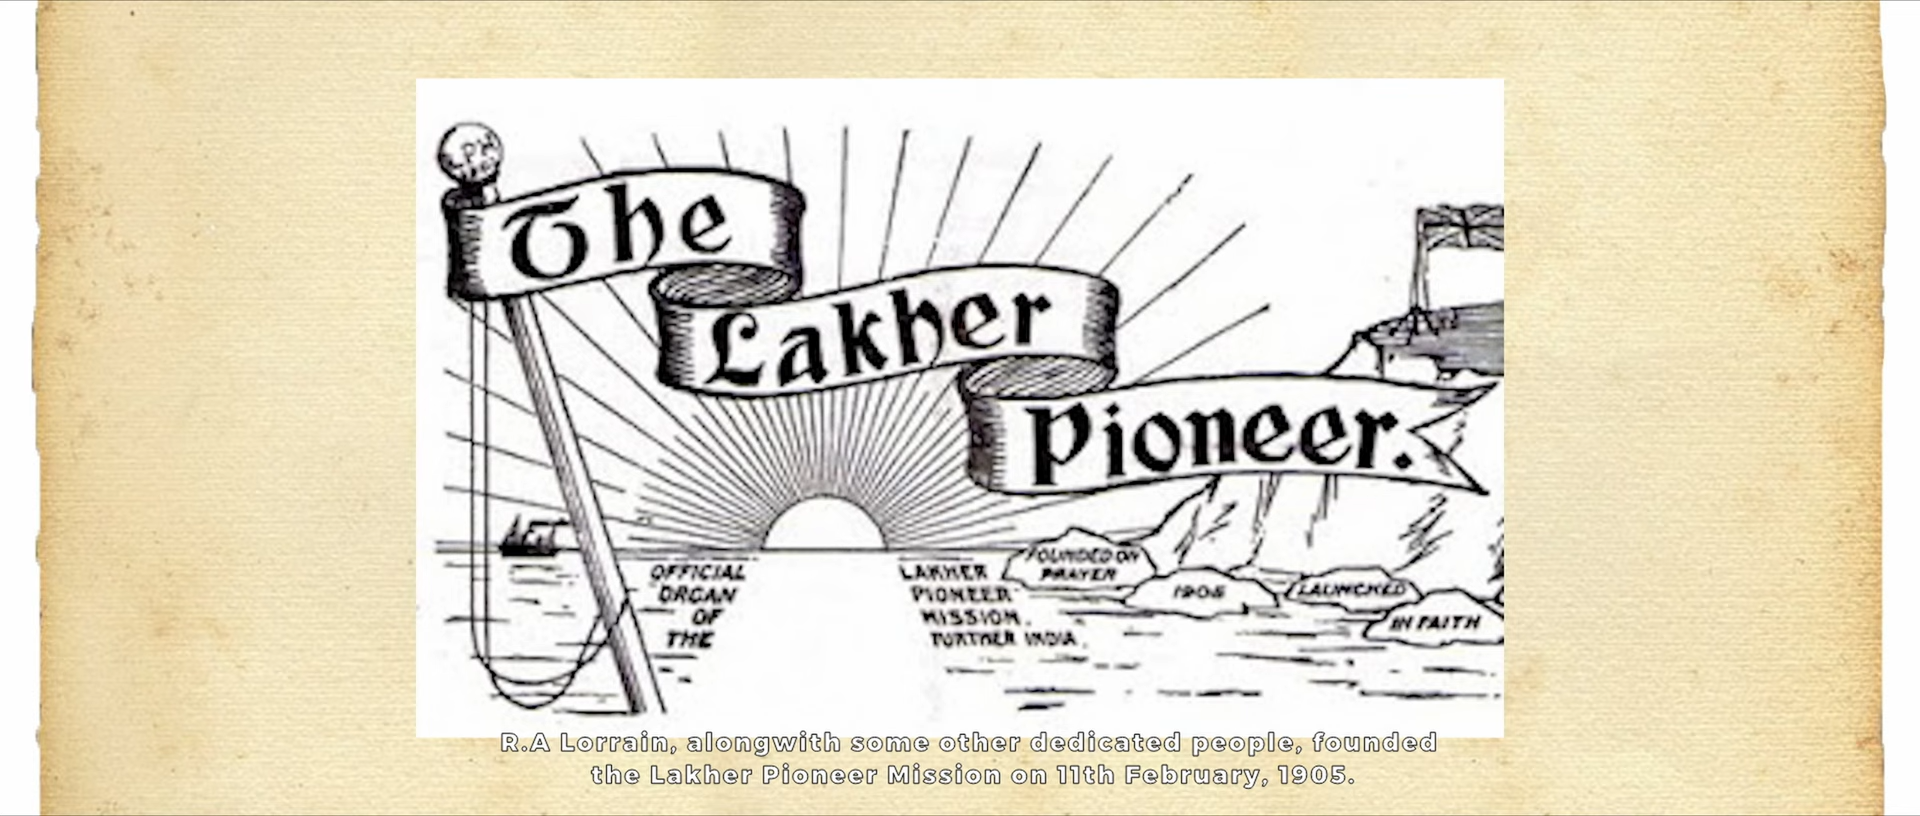 The
Lakher
Pioneer.
OFFICIAL
ORGAN
OF
THE
LAKHER
PIONEER
MISSION.
FURTHER INDIA.
FOUNDED ON
PRAYER
1905
LAUNCHED
IN FAITH
R.A Lorrain, alongwith some other dedicated people, founded
the Lakher Pioneer Mission on 11th February, 1905.